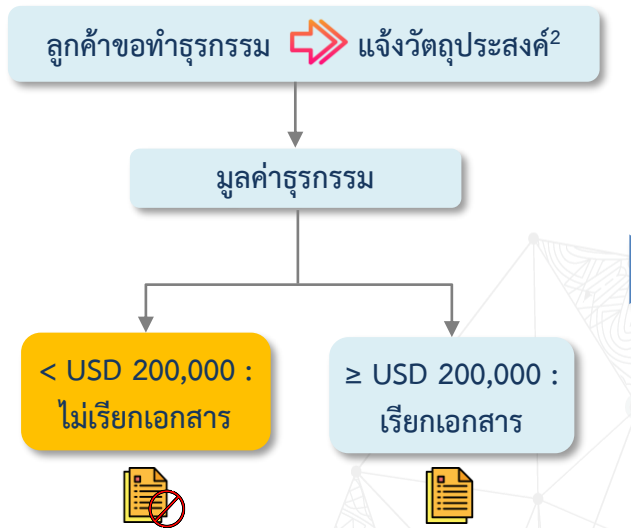 ลูกค้าขอทำธุรกรรม แจ้งวัตถุประสงค์²
มูลค่าธุรกรรม
< USD 200,000 :
ไม่เรียกเอกสาร
≥ USD 200,000 :
เรียกเอกสาร